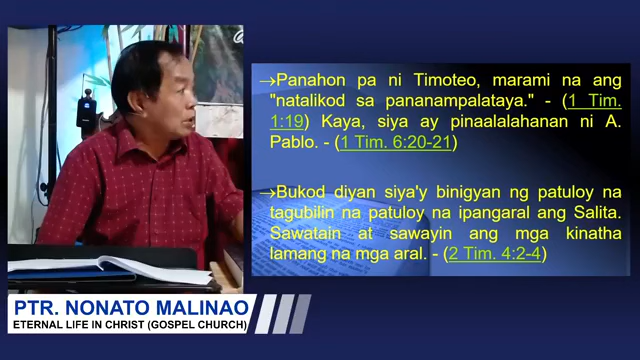 →Panahon pa ni Timoteo, marami na ang
"natalikod sa pananampalataya." - (1 Tim.
1:19) Kaya, siya ay pinaalalahanan ni A.
Pablo. - (1 Tim. 6:20-21)
→Bukod diyan siya'y binigyan ng patuloy na
tagubilin na patuloy na ipangaral ang Salita.
Sawatain at sawayin ang mga kinatha
lamang na mga aral. - (2 Tim. 4:2-4)
PTR. NONATO MALINAO
ETERNAL LIFE IN CHRIST (GOSPEL CHURCH)